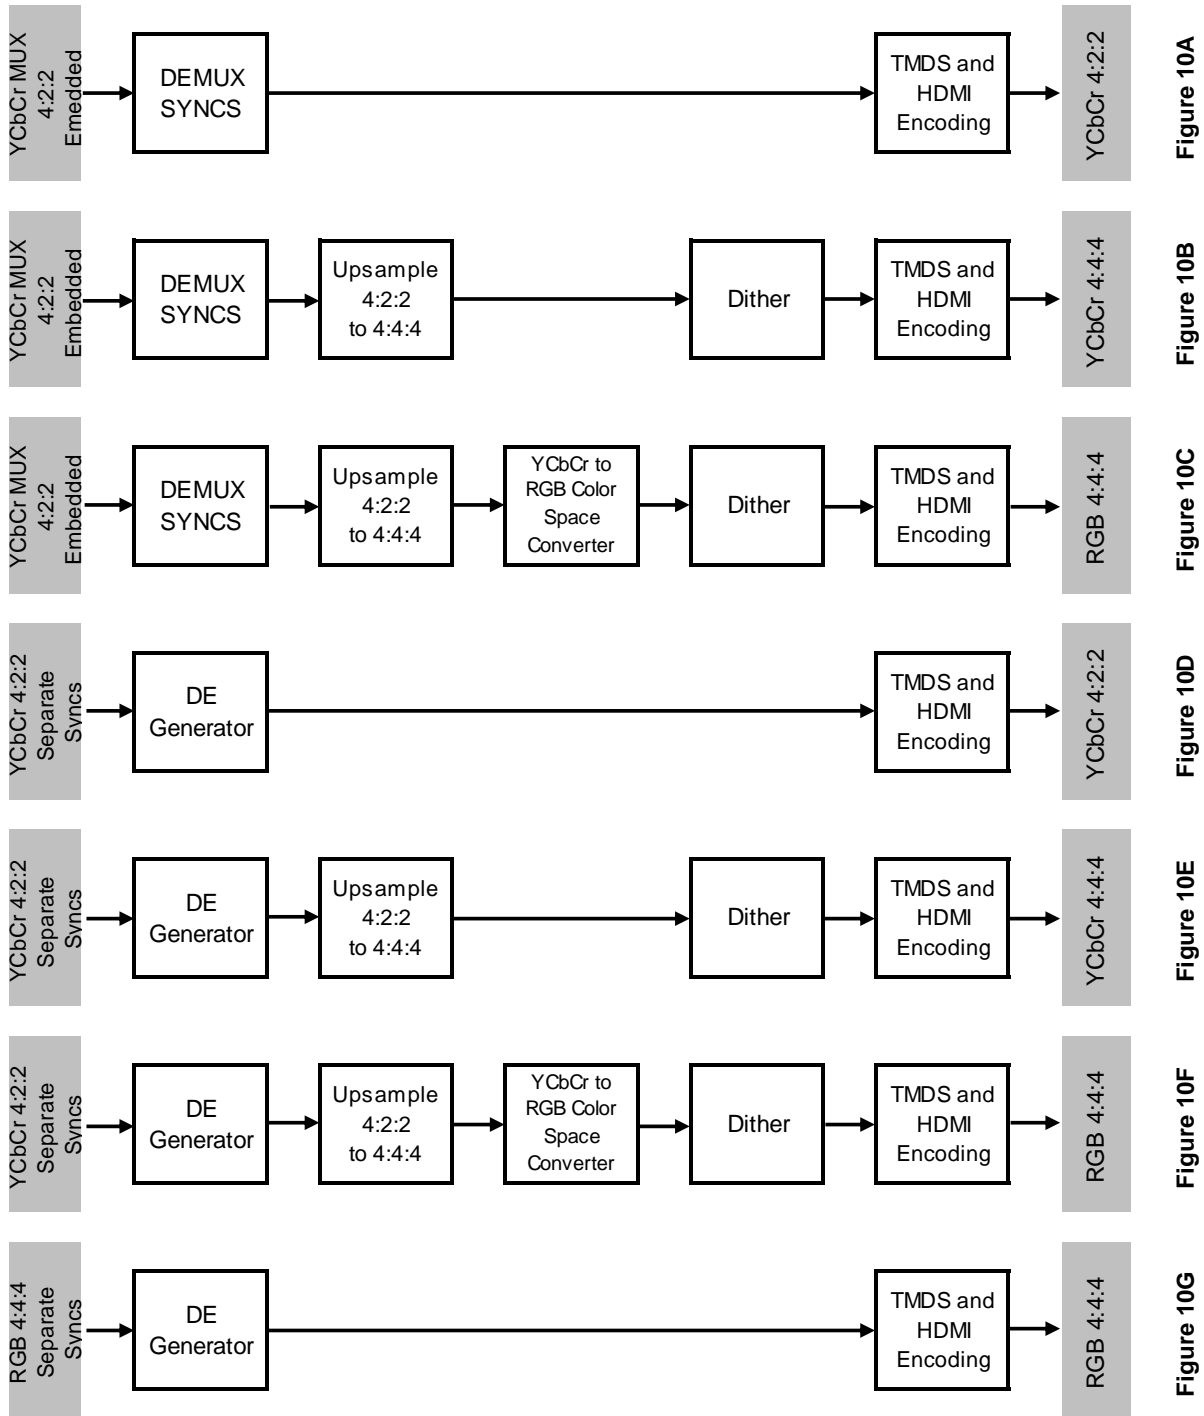 YCbCr MUX
4:2:2
Emedded
DEMUX
SYNCS
TMDS and
HDMI
Encoding
YCbCr 4:2:2
Figure 10A
YCbCr MUX
4:2:2
Embedded
DEMUX
SYNCS
Upsample
4:2:2
to 4:4:4
Dither
TMDS and
HDMI
Encoding
YCbCr 4:4:4
Figure 10B
YCbCr MUX
4:2:2
Embedded
DEMUX
SYNCS
Upsample
4:2:2
to 4:4:4
YCbCr to
RGB Color
Space
Converter
Dither
TMDS and
HDMI
Encoding
RGB 4:4:4
Figure 10C
YCbCr 4:2:2
Separate
Syncs
DE
Generator
TMDS and
HDMI
Encoding
YCbCr 4:2:2
Figure 10D
YCbCr 4:2:2
Separate
Syncs
DE
Generator
Upsample
4:2:2
to 4:4:4
Dither
TMDS and
HDMI
Encoding
YCbCr 4:4:4
Figure 10E
YCbCr 4:2:2
Separate
Syncs
DE
Generator
Upsample
4:2:2
to 4:4:4
YCbCr to
RGB Color
Space
Converter
Dither
TMDS and
HDMI
Encoding
RGB 4:4:4
Figure 10F
RGB 4:4:4
Separate
Syncs
DE
Generator
TMDS and
HDMI
Encoding
RGB 4:4:4
Figure 10G